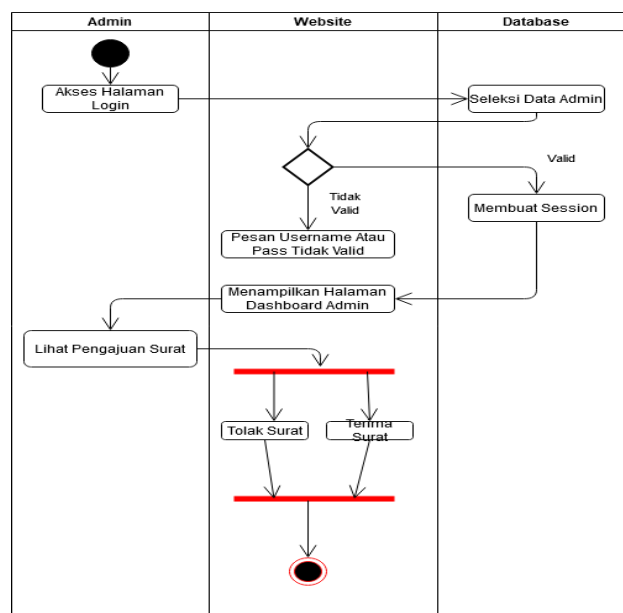 Admin
Website
Database
Akses Halaman
Login
Seleksi Data Admin
Valid
Tidak
Valid
Membuat Session
Pesan Username Atau
Pass Tidak Valid
Menampilkan Halaman
Dashboard Admin
Lihat Pengajuan Surat
Tolak Surat
Terima
Surat